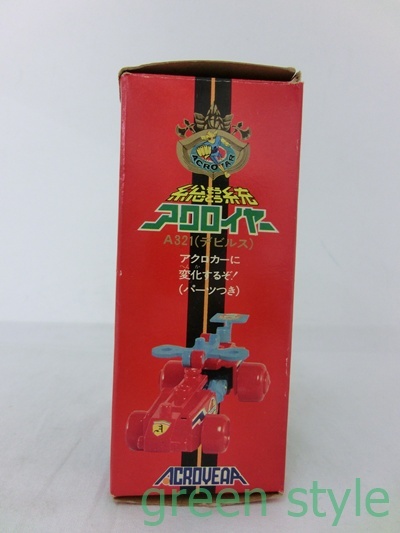 ACROYEAR
総統
アクロイヤー
A321(デビルス)
アクロカーに
変化するぞ!
(パーツつき)
ACROYEAR
green style